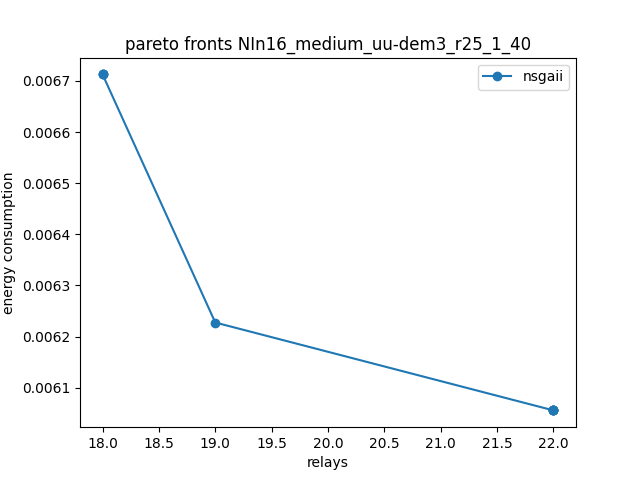 pareto fronts NIn16_medium_uu-dem3_r25_1_40
nsgaii
energy consumption
0.0067
0.0066
0.0065
0.0064
0.0063
0.0062
0.0061
18.0 18.5 19.0 19.5 20.0 20.5 21.0 21.5 22.0
relays